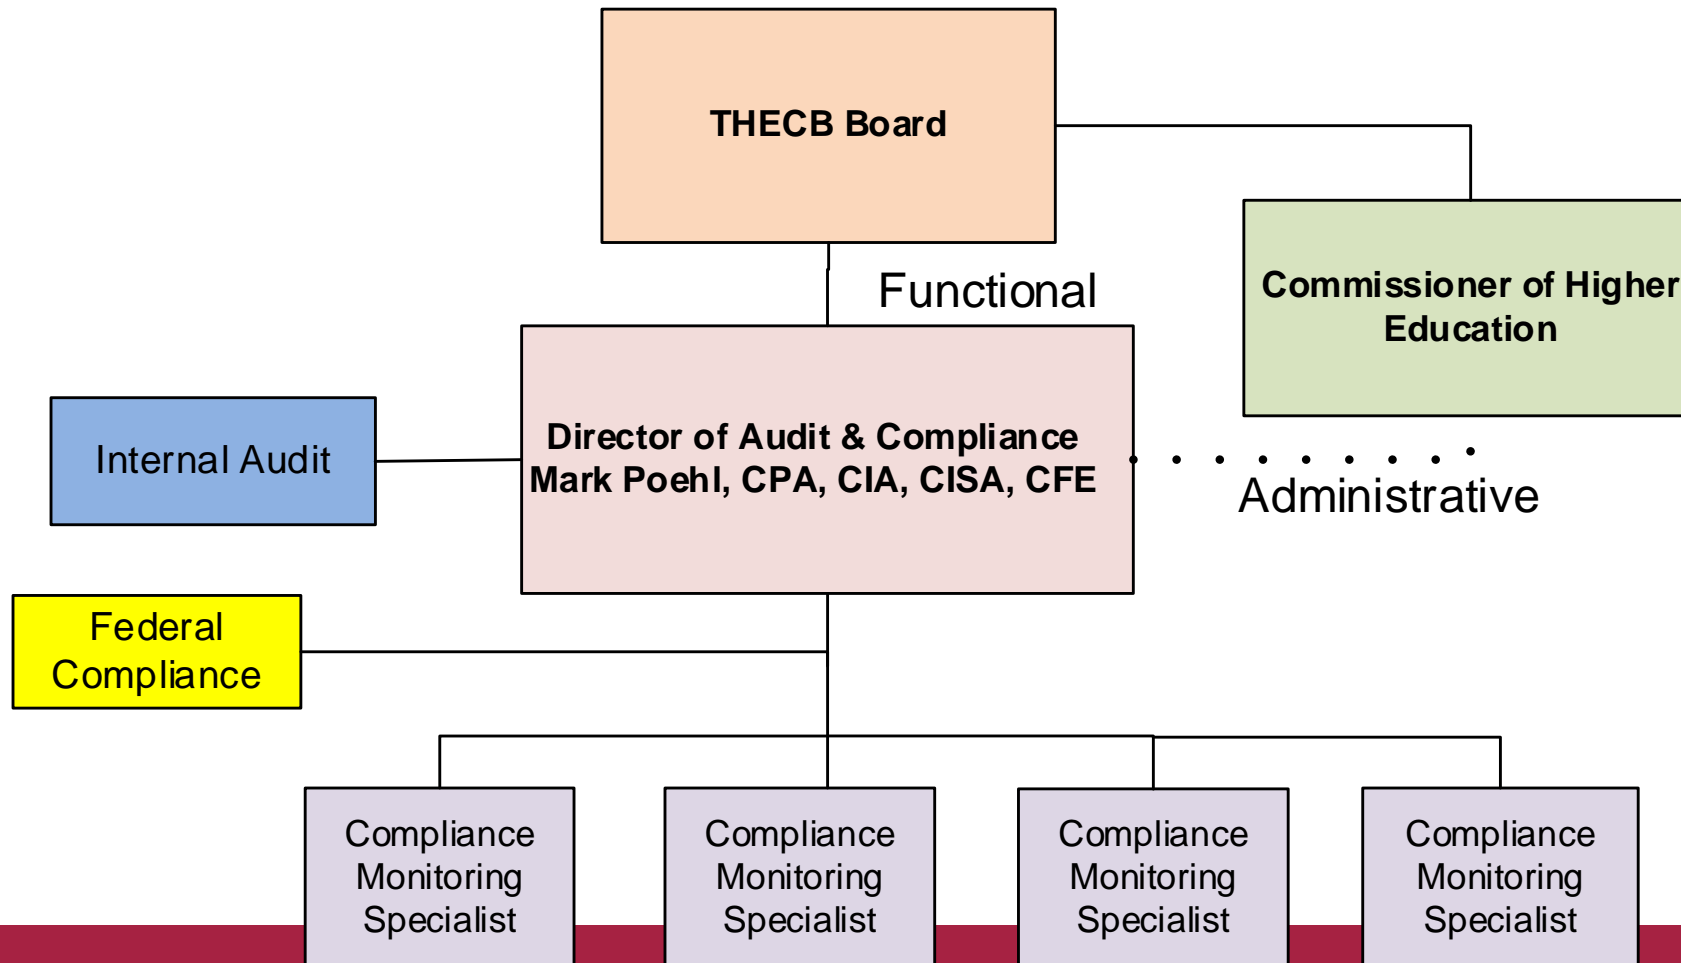 THECB Board
Functional
Commissioner of Higher
Education
Internal Audit
Director of Audit & Compliance
Mark Poehl, CPA, CIA, CISA, CFE
Administrative
Federal
Compliance
Compliance
Monitoring
Specialist
Compliance
Monitoring
Specialist
Compliance
Monitoring
Specialist
Compliance
Monitoring
Specialist